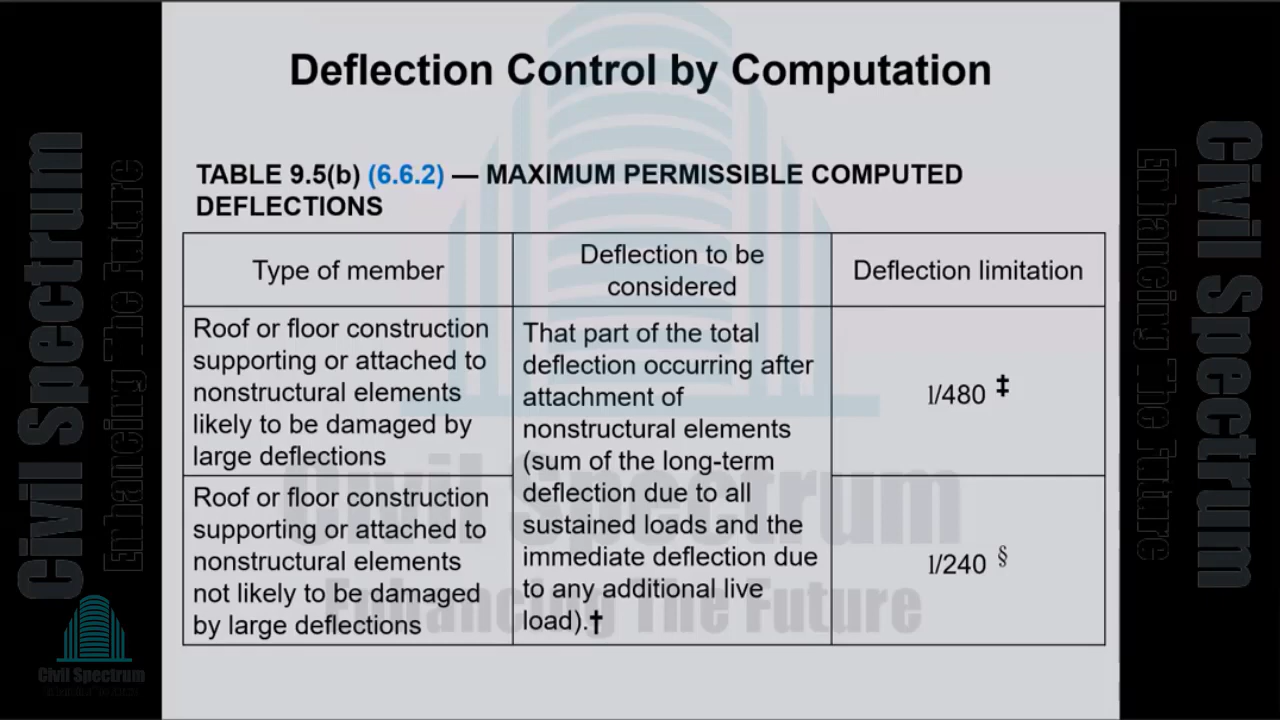 Deflection Control by Computation
TABLE 9.5(b) (6.6.2) — MAXIMUM PERMISSIBLE COMPUTED
DEFLECTIONS
Type of member
Deflection to be
considered
Deflection limitation
Roof or floor construction
supporting or attached to
nonstructural elements
likely to be damaged by
large deflections
That part of the total
deflection occurring after
attachment of
nonstructural elements
(sum of the long-term
deflection due to all
sustained loads and the
immediate deflection due
to any additional live
load).†
l/480 ‡
Roof or floor construction
supporting or attached to
nonstructural elements
not likely to be damaged
by large deflections
l/240 §
Civil Spectrum
Enhancing The Future
Civil Spectrum
Enhancing The Future
Civil Spectrum
Enhancing The Future
Civil Spectrum